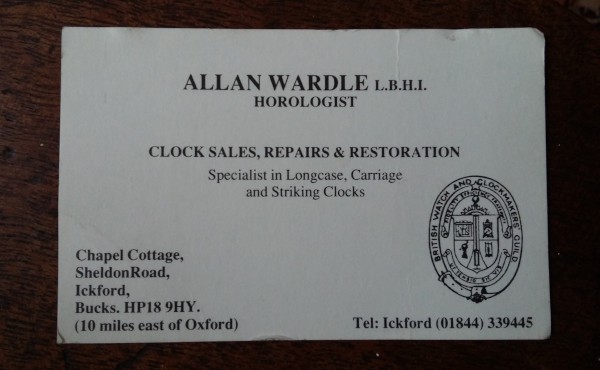 ALLAN WARDLE L.B.H.I.
HOROLOGIST
CLOCK SALES, REPAIRS & RESTORATION
Specialist in Longcase, Carriage
and Striking Clocks
BRITISH WATCH AND CLOCKMAKERS' GUILD
Chapel Cottage,
SheldonRoad,
Ickford,
Bucks. HP18 9HY.
(10 miles east of Oxford)
Tel: Ickford (01844) 339445